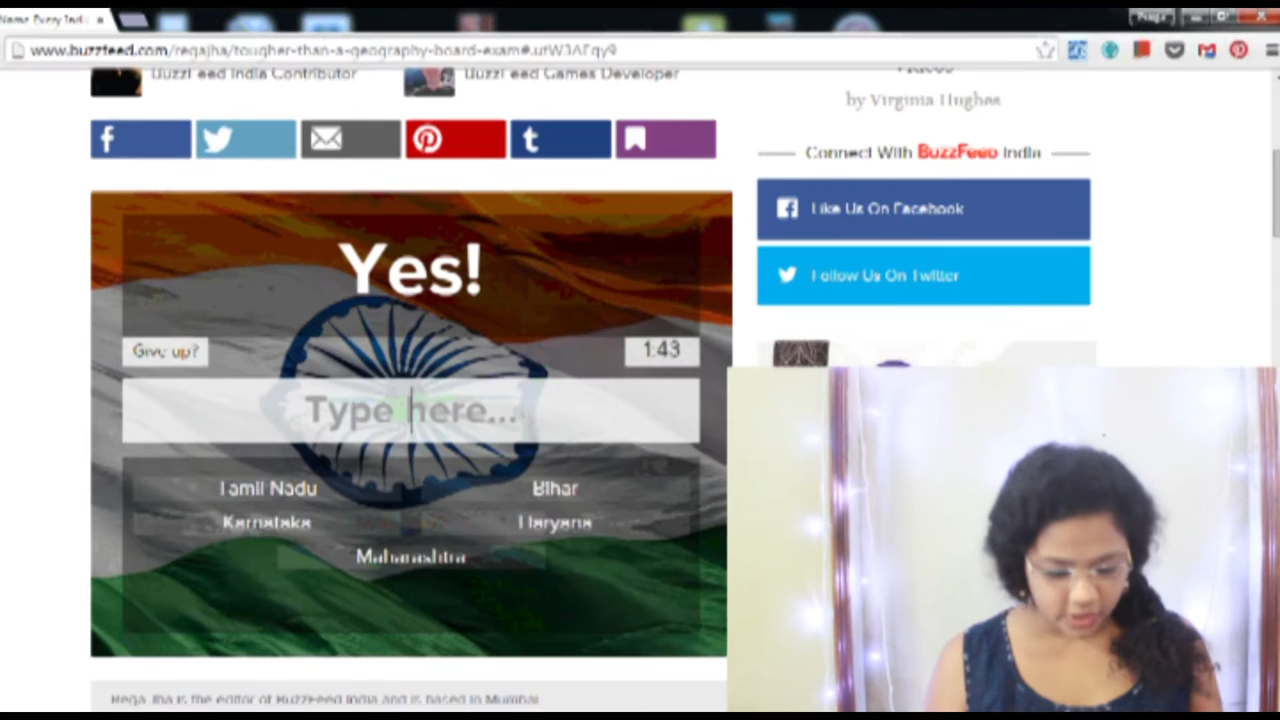 www.buzzfeed.com/regajha/tougher-than-a-geography-board-exam#.utW3AFqy9
BuzzFeed India Contributor
BuzzFeed Games Developer
Videos
by Virginia Hughes
Connect With BuzzFeed India
Like Us On Facebook
Follow Us On Twitter
Yes!
Give up?
1:43
Type here...
Tamil Nadu
Bihar
Karnataka
Haryana
Maharashtra
Rega Jha is the editor of BuzzFeed India and is based in Mumbai